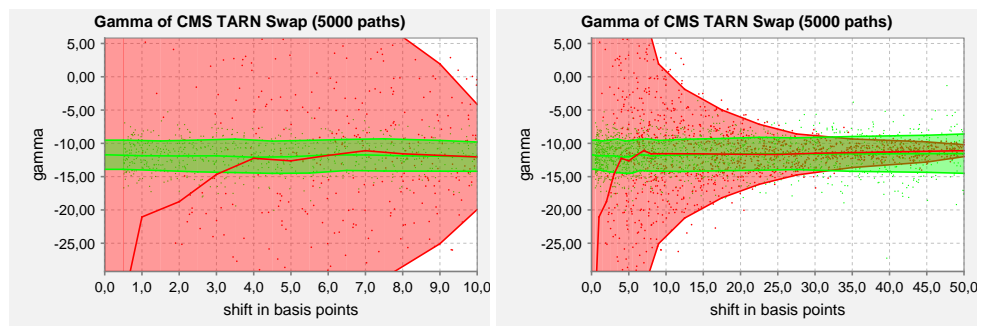 Gamma of CMS TARN Swap (5000 paths)
5,00
0,00
-5,00
-10,00
-15,00
-20,00
-25,00
gamma
0,0 1,0 2,0 3,0 4,0 5,0 6,0 7,0 8,0 9,0 10,0
shift in basis points
Gamma of CMS TARN Swap (5000 paths)
5,00
0,00
-5,00
-10,00
-15,00
-20,00
-25,00
gamma
0,0 5,0 10,0 15,0 20,0 25,0 30,0 35,0 40,0 45,0 50,0
shift in basis points